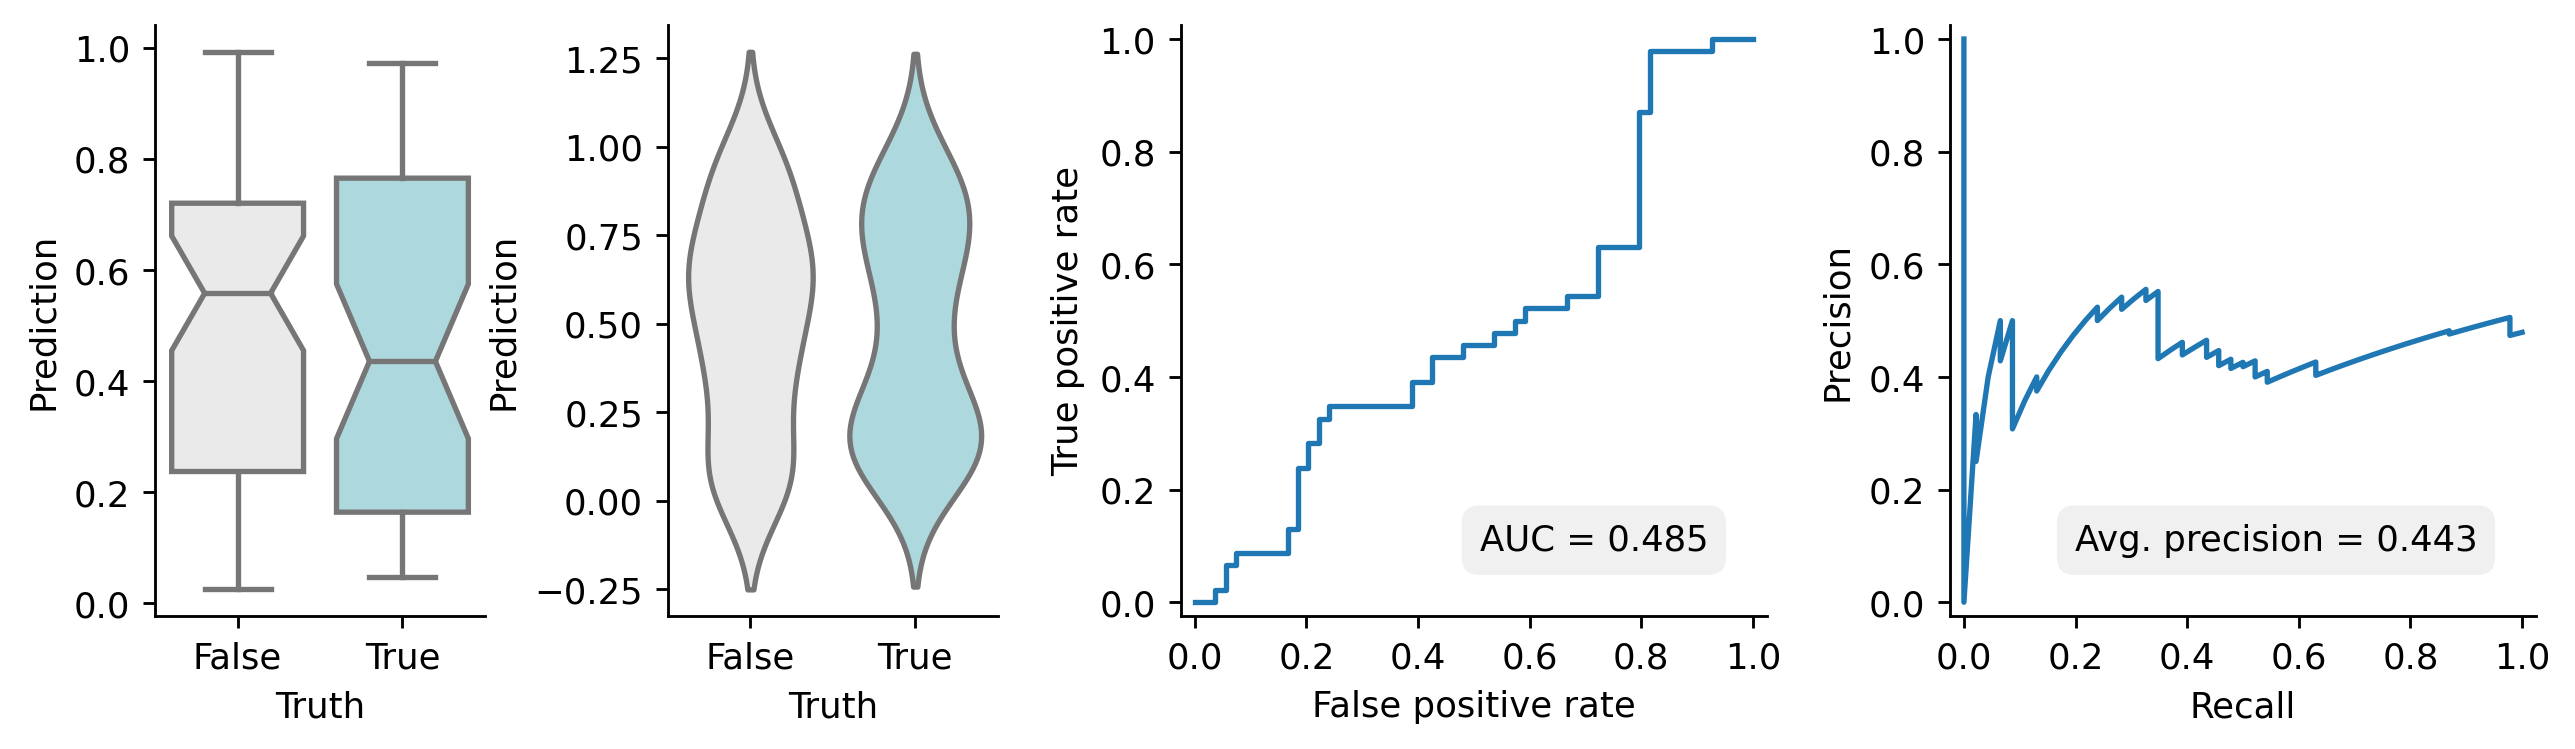 Prediction
1.0
0.8
0.6
0.4
0.2
0.0
False True
Truth
Prediction
1.25
1.00
0.75
0.50
0.25
0.00
−0.25
False True
Truth
True positive rate
1.0
0.8
0.6
0.4
0.2
0.0
AUC = 0.485
0.0 0.2 0.4 0.6 0.8 1.0
False positive rate
Precision
1.0
0.8
0.6
0.4
0.2
0.0
Avg. precision = 0.443
0.0 0.2 0.4 0.6 0.8 1.0
Recall